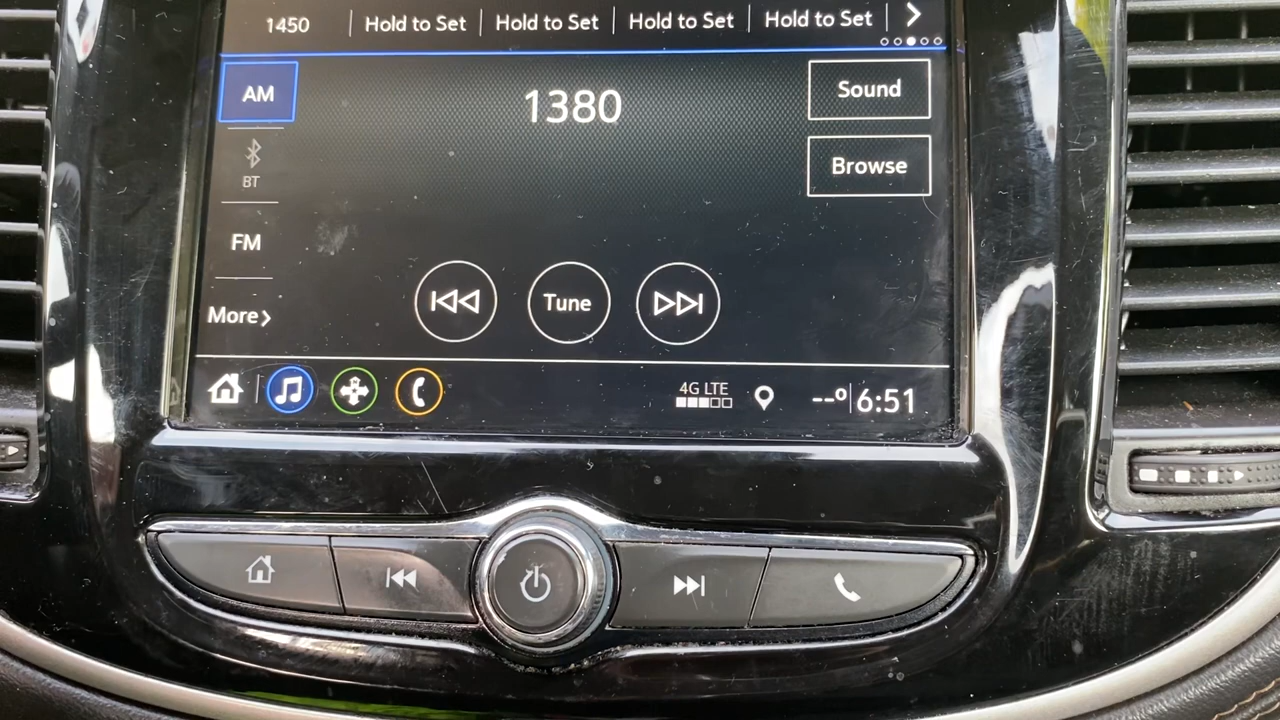 1450 Hold to Set Hold to Set Hold to Set Hold to Set
AM
1380
Sound
BT
Browse
FM
More
Tune
4G LTE
--° 6:51